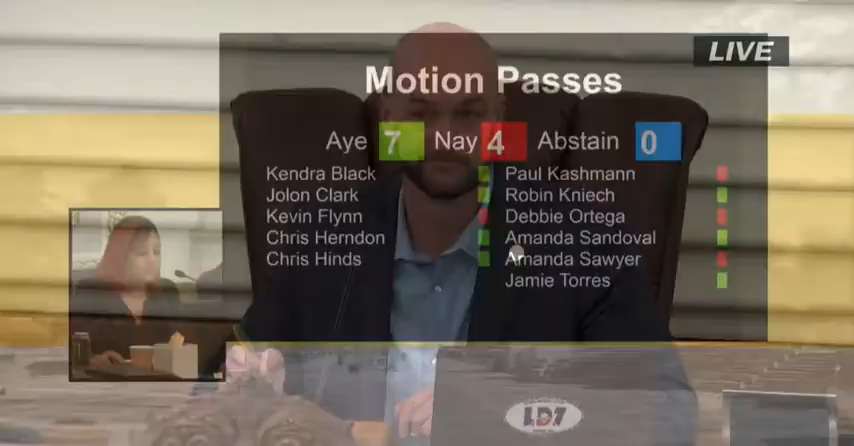 LIVE
Motion Passes
Aye 7 Nay 4 Abstain 0
Kendra Black
Jolon Clark
Kevin Flynn
Chris Herndon
Chris Hinds
Paul Kashmann
Robin Kniech
Debbie Ortega
Amanda Sandoval
Amanda Sawyer
Jamie Torres
LD7